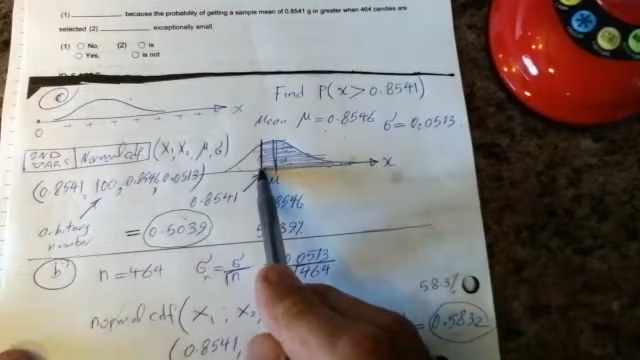 (1) ________ because the probability of getting a sample mean of 0.8541 g or greater when 464 candies are
selected (2) ________ exceptionally small.
(1) No. (2) is
Yes. is not
a
Find P(x > 0.8541)
x
0
Mean μ = 0.8546 σ = 0.0513
2ND VARS Normalcdf (X₁, X₂, μ, σ)
x
(0.8541, 100, 0.8546, 0.0513)
0.8541 μ
8546
arbitary
number
= 0.5039
39%
b n = 464 σₙ = σ/√n 0.0513/√464
58.3%
normalcdf (X₁, X₂,
= 0.5832
(0.8541,